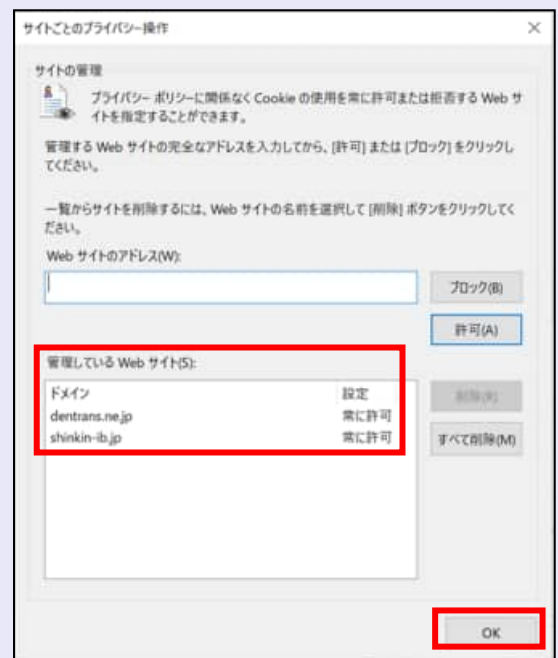 サイトごとのプライバシー操作
サイトの管理
プライバシー ポリシーに関係なく Cookie の使用を常に許可または拒否する Web サ
イトを指定することができます。
管理する Web サイトの完全なアドレスを入力してから、[許可] または [ブロック] をクリックし
てください。
一覧からサイトを削除するには、Web サイトの名前を選択して [削除] ボタンをクリックしてく
ださい。
Web サイトのアドレス(W):
ブロック(B)
許可(A)
管理している Web サイト(S):
ドメイン 設定
dentrans.ne.jp 常に許可
shinkin-ib.jp 常に許可
削除(R)
すべて削除(M)
OK